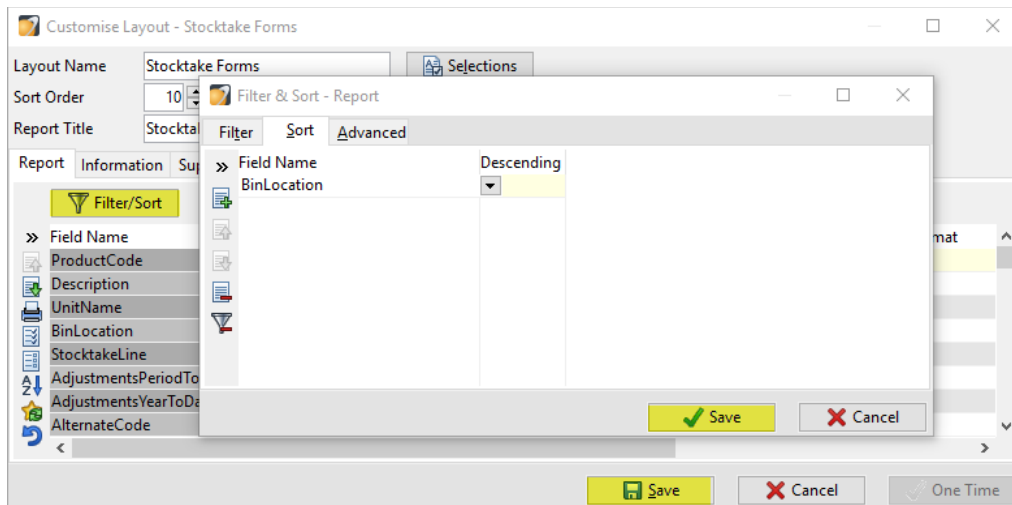 Customise Layout - Stocktake Forms
Layout Name Stocktake Forms Selections
Sort Order 10
Report Title
Filter & Sort - Report
Filter Sort Advanced
Field Name Descending
BinLocation
Save Cancel
Report Information
Filter/Sort
Field Name
ProductCode
Description
UnitName
BinLocation
StocktakeLine
AdjustmentsPeriodTo
AdjustmentsYearToDa
AlternateCode
Save Cancel One Time